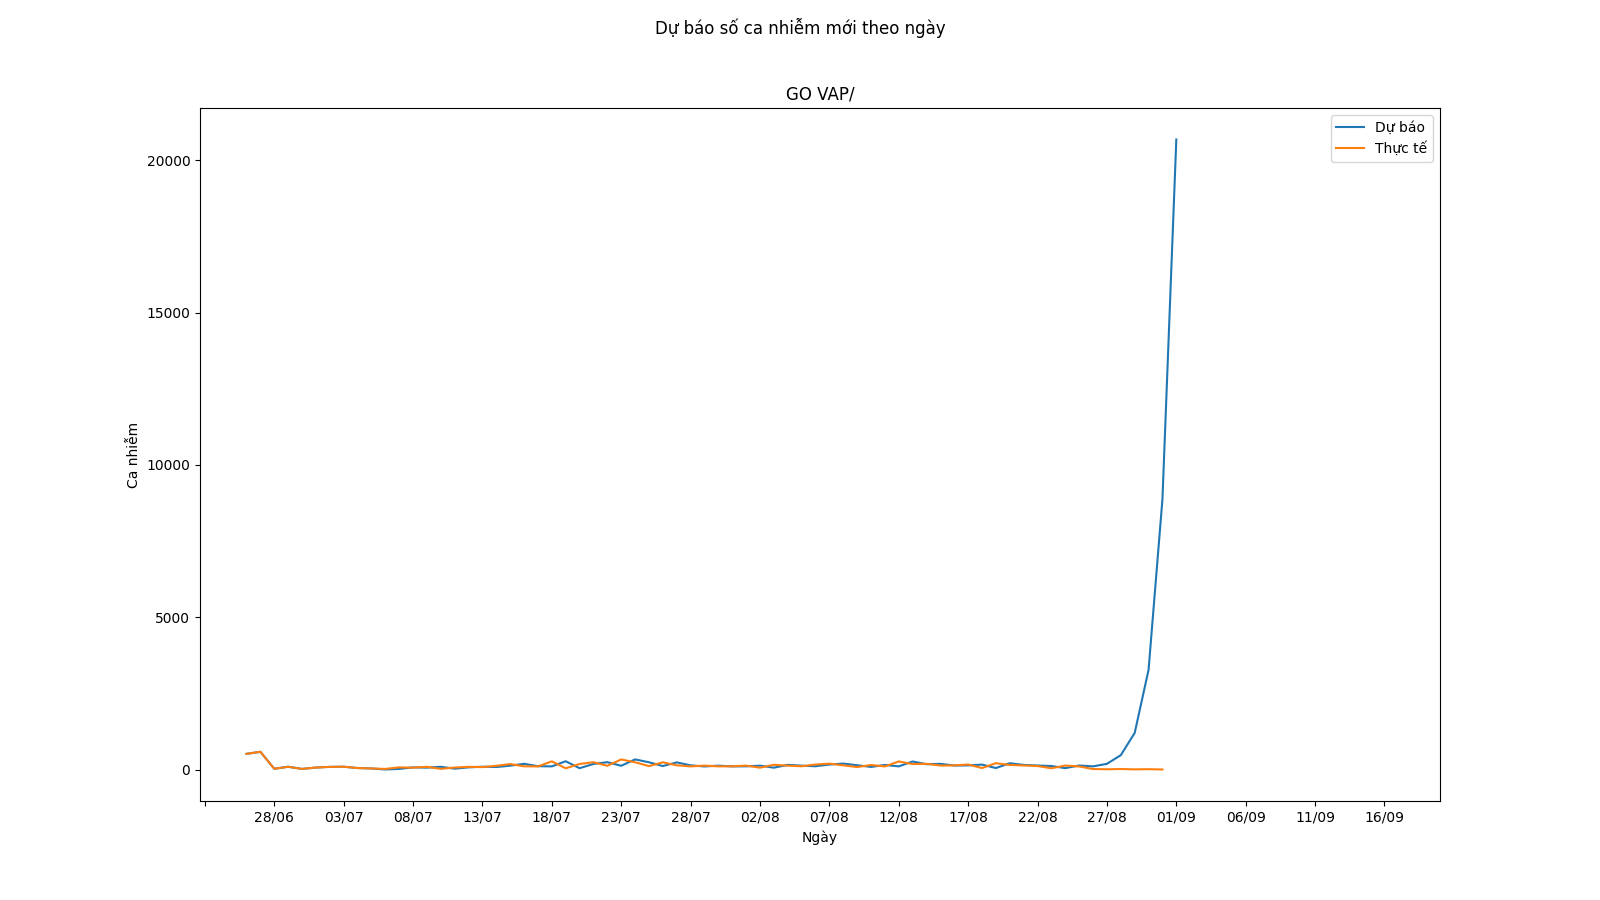 Dự báo số ca nhiễm mới theo ngày
GO VAP/
Dự báo
Thực tế
20000
15000
10000
5000
0
Ca nhiễm
28/06 03/07 08/07 13/07 18/07 23/07 28/07 02/08 07/08 12/08 17/08 22/08 27/08 01/09 06/09 11/09 16/09
Ngày